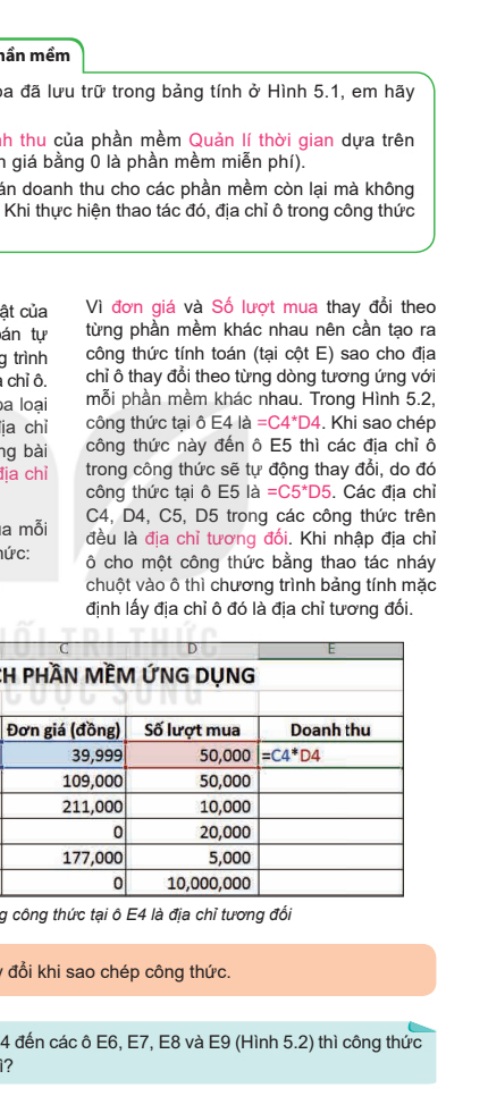 mềm
đã lưu trữ trong bảng tính ở Hình 5.1, em hãy
thu của phần mềm Quản lí thời gian dựa trên
giá bằng 0 là phần mềm miễn phí).
doanh thu cho các phần mềm còn lại mà không
Khi thực hiện thao tác đó, địa chỉ ô trong công thức
của
tự
trình
chỉ ô.
loại
chỉ
bài
địa chỉ
mỗi
Vì đơn giá và Số lượt mua thay đổi theo
từng phần mềm khác nhau nên cần tạo ra
công thức tính toán (tại cột E) sao cho địa
chỉ ô thay đổi theo từng dòng tương ứng với
mỗi phần mềm khác nhau. Trong Hình 5.2,
công thức tại ô E4 là =C4*D4. Khi sao chép
công thức này đến ô E5 thì các địa chỉ ô
trong công thức sẽ tự động thay đổi, do đó
công thức tại ô E5 là =C5*D5. Các địa chỉ
C4, D4, C5, D5 trong các công thức trên
đều là địa chỉ tương đối. Khi nhập địa chỉ
ô cho một công thức bằng thao tác nháy
chuột vào ô thì chương trình bảng tính mặc
định lấy địa chỉ ô đó là địa chỉ tương đối.
TRI THỨC
CUỘC SỐNG
C D E
PHẦN MỀM ỨNG DỤNG
Đơn giá (đồng) Số lượt mua Doanh thu
39,999 50,000 =C4*D4
109,000 50,000
211,000 10,000
0 20,000
177,000 5,000
0 10,000,000
công thức tại ô E4 là địa chỉ tương đối
đổi khi sao chép công thức.
4 đến các ô E6, E7, E8 và E9 (Hình 5.2) thì công thức